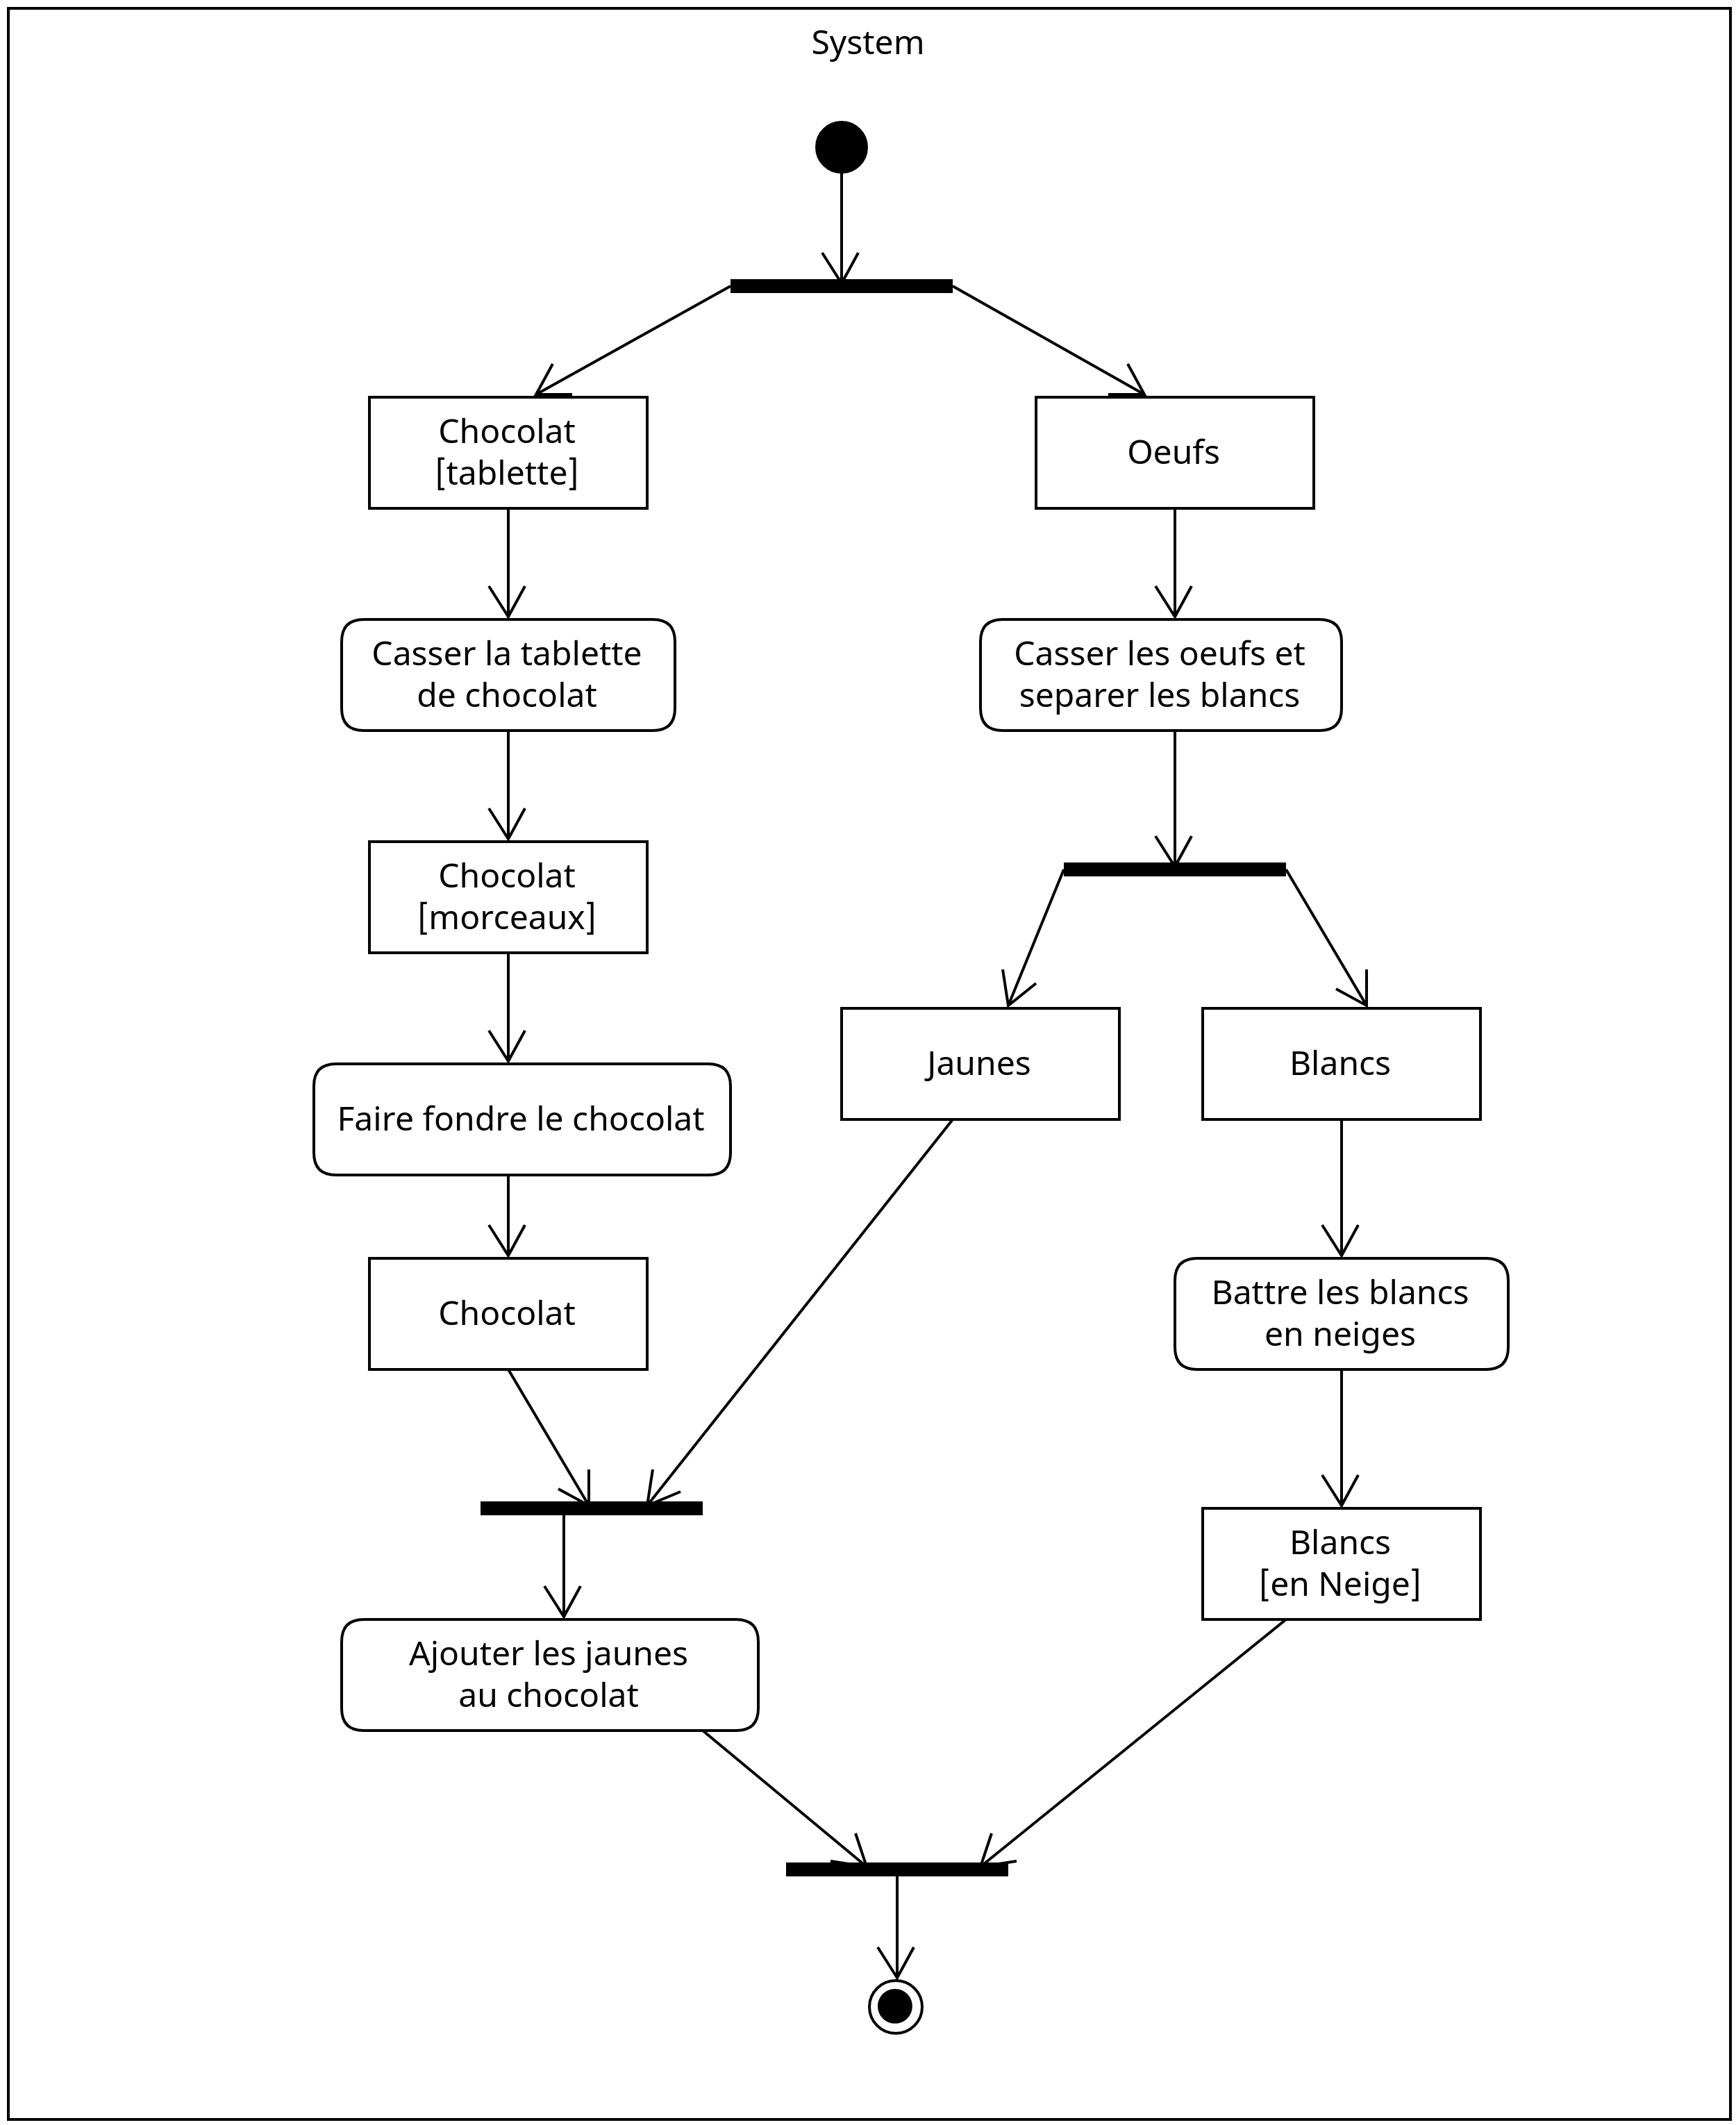 System
Chocolat
[tablette]
Oeufs
Casser la tablette
de chocolat
Casser les oeufs et
separer les blancs
Chocolat
[morceaux]
Jaunes
Blancs
Faire fondre le chocolat
Chocolat
Battre les blancs
en neiges
Blancs
[en Neige]
Ajouter les jaunes
au chocolat